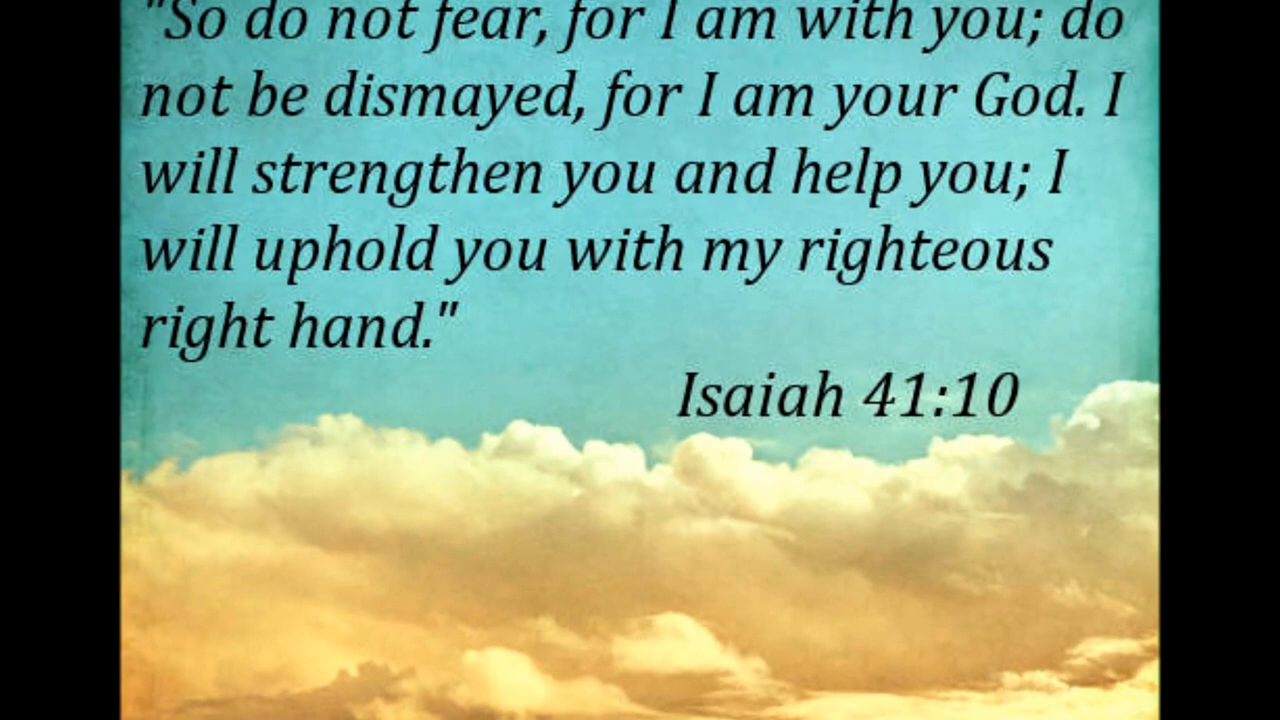 "So do not fear, for I am with you; do
not be dismayed, for I am your God. I
will strengthen you and help you; I
will uphold you with my righteous
right hand."
Isaiah 41:10